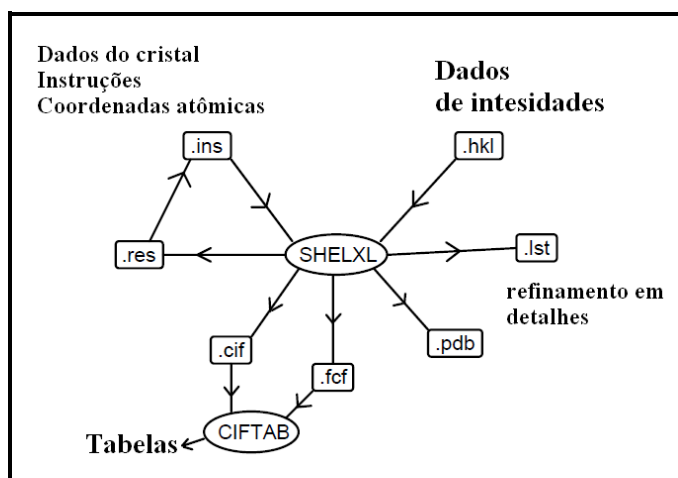 Dados do cristal
Instruções
Coordenadas atômicas
Dados
de intesidades
.ins
.hkl
.res
SHELXL
.lst
refinamento em
detalhes
.cif
.fcf
.pdb
CIFTAB
Tabelas